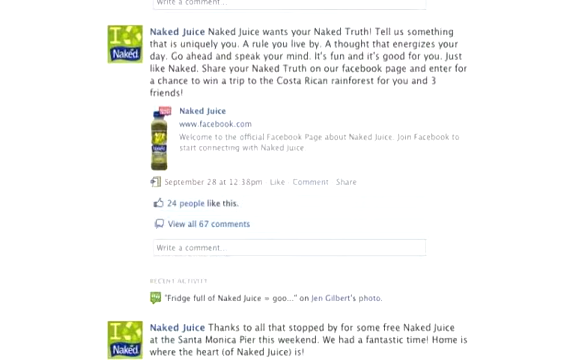 Write a comment...
Naked Juice Naked Juice wants your Naked Truth! Tell us something
that is uniquely you. A rule you live by. A thought that energizes your
day. Go ahead and speak your mind. It's fun and it's good for you. Just
like Naked. Share your Naked Truth on our facebook page and enter for
a chance to win a trip to the Costa Rican rainforest for you and 3
friends!
Naked
Naked Juice
www.facebook.com
Welcome to the official Facebook Page about Naked Juice. Join Facebook to
start connecting with Naked Juice
September 28 at 12:38pm Like Comment Share
24 people like this.
View all 67 comments
Write a comment...
RECENT ACTIVITY
"Fridge full of Naked Juice = goo..." on Jen Gilbert's photo.
Naked Juice Thanks to all that stopped by for some free Naked Juice
at the Santa Monica Pier this weekend. We had a fantastic time! Home is
where the heart (of Naked Juice) is!
Naked